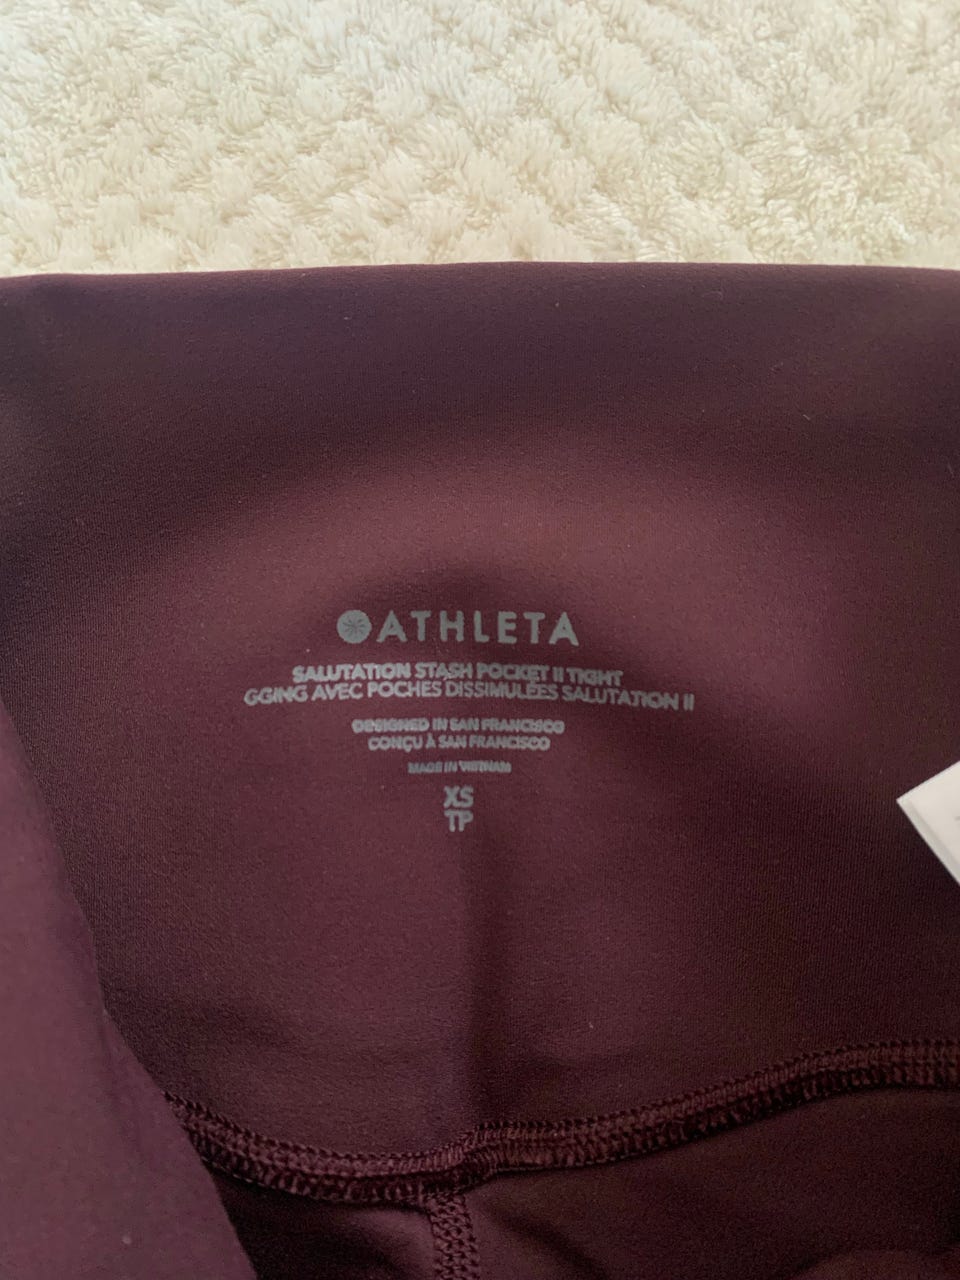 ATHLETA
SALUTATION STASH POCKET II TIGHT
GGING AVEC POCHES DISSIMULÉES SALUTATION II
DESIGNED IN SAN FRANCISCO
CONÇU À SAN FRANCISCO
MADE IN VIETNAM
XS
TP